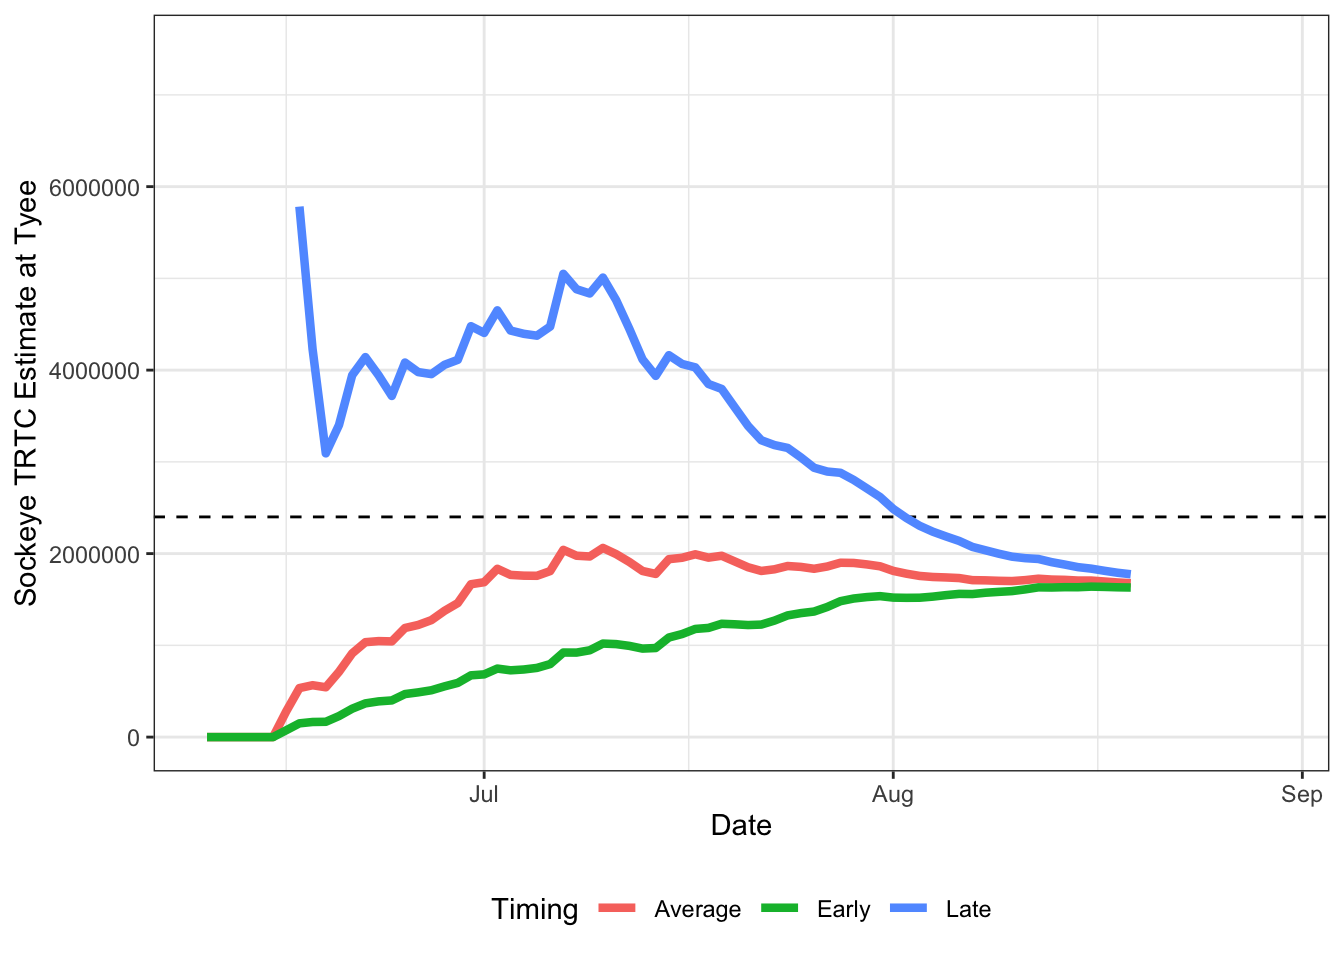 Sockeye TRTC Estimate at Tyee
6000000
4000000
2000000
0
Jul Aug Sep
Date
Timing Average Early Late